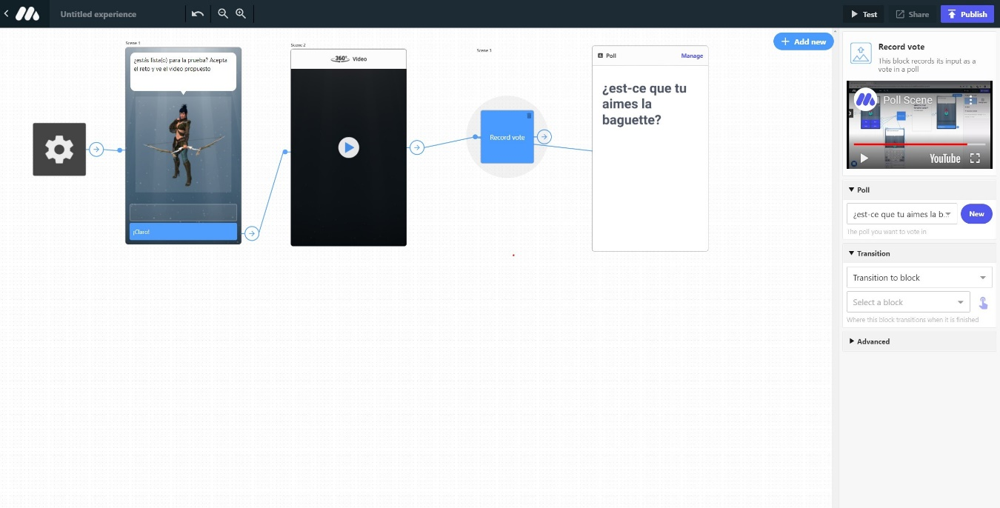 Untitled experience
Test
Share
Publish
Scene 1
¿estás lista(o) para la prueba? Acepta
el reto y ve el video propuesto
¡Claro!
Scene 2
360° Video
Scene 3
Record vote
Poll
Manage
¿est-ce que tu
aimes la
baguette?
Add new
Record vote
This block records its input as a
vote in a poll
Poll Scene
YouTube
Poll
¿est-ce que tu aimes la b...
New
The poll you want to vote in
Transition
Transition to block
Select a block
Where this block transitions when it is finished
Advanced